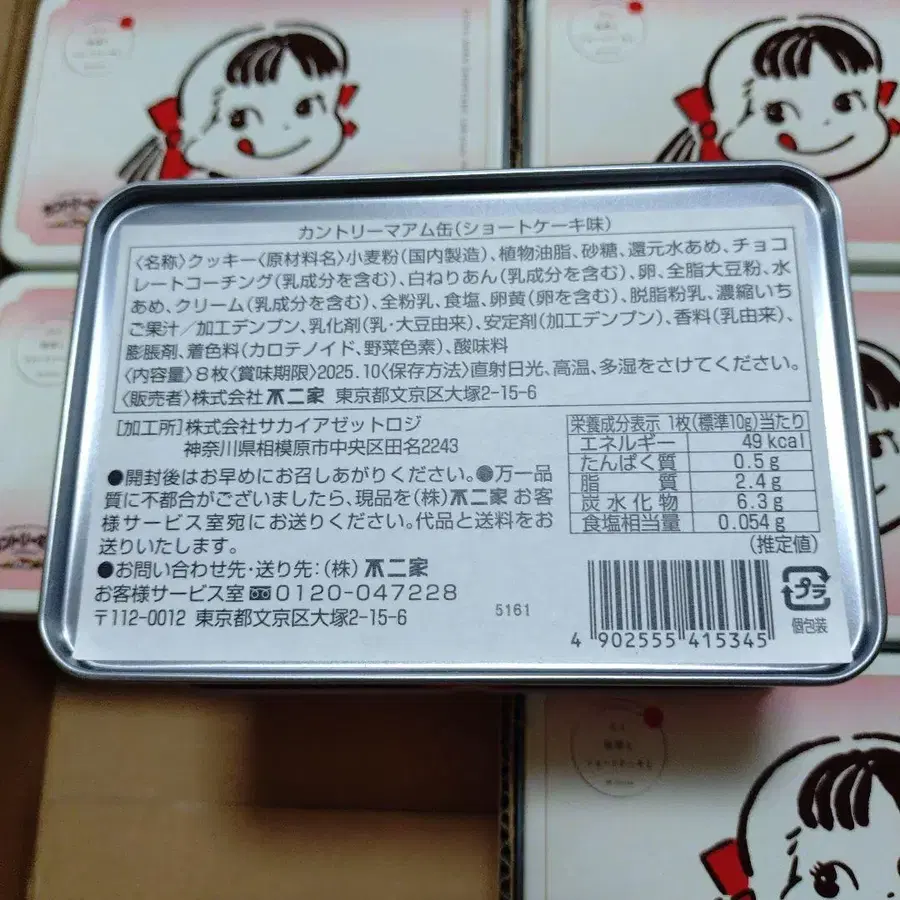 カントリーマアム缶(ショートケーキ味)
〈名称〉クッキー〈原材料名〉小麦粉(国内製造)、植物油脂、砂糖、還元水あめ、チョコ
レートコーチング(乳成分を含む)、白ねりあん(乳成分を含む)、卵、全脂大豆粉、水
あめ、クリーム(乳成分を含む)、全粉乳、食塩、卵黄(卵を含む)、脱脂粉乳、濃縮いち
ご果汁/加工デンプン、乳化剤(乳・大豆由来)、安定剤(加工デンプン)、香料(乳由来)、
膨脹剤、着色料(カロテノイド、野菜色素)、酸味料
〈内容量〉8枚〈賞味期限〉2025.10〈保存方法〉直射日光、高温、多湿をさけてください。
〈販売者〉株式会社 不二家 東京都文京区大塚2-15-6
[加工所]株式会社サカイアゼットロジ
神奈川県相模原市中央区田名2243
●開封後はお早めにお召しあがりください。●万一品
質に不都合がございましたら、現品を(株)不二家 お客
様サービス室宛にお送りください。代品と送料をお
送りいたします。
●お問い合わせ先・送り先:(株) 不二家
お客様サービス室 0120-047228
〒112-0012 東京都文京区大塚2-15-6
5161
栄養成分表示 1枚(標準10g)当たり
エネルギー 49kcal
たんぱく質 0.5g
脂質 2.4g
炭水化物 6.3g
食塩相当量 0.054g
(推定値)
4 902555 415345
プラ
個包装